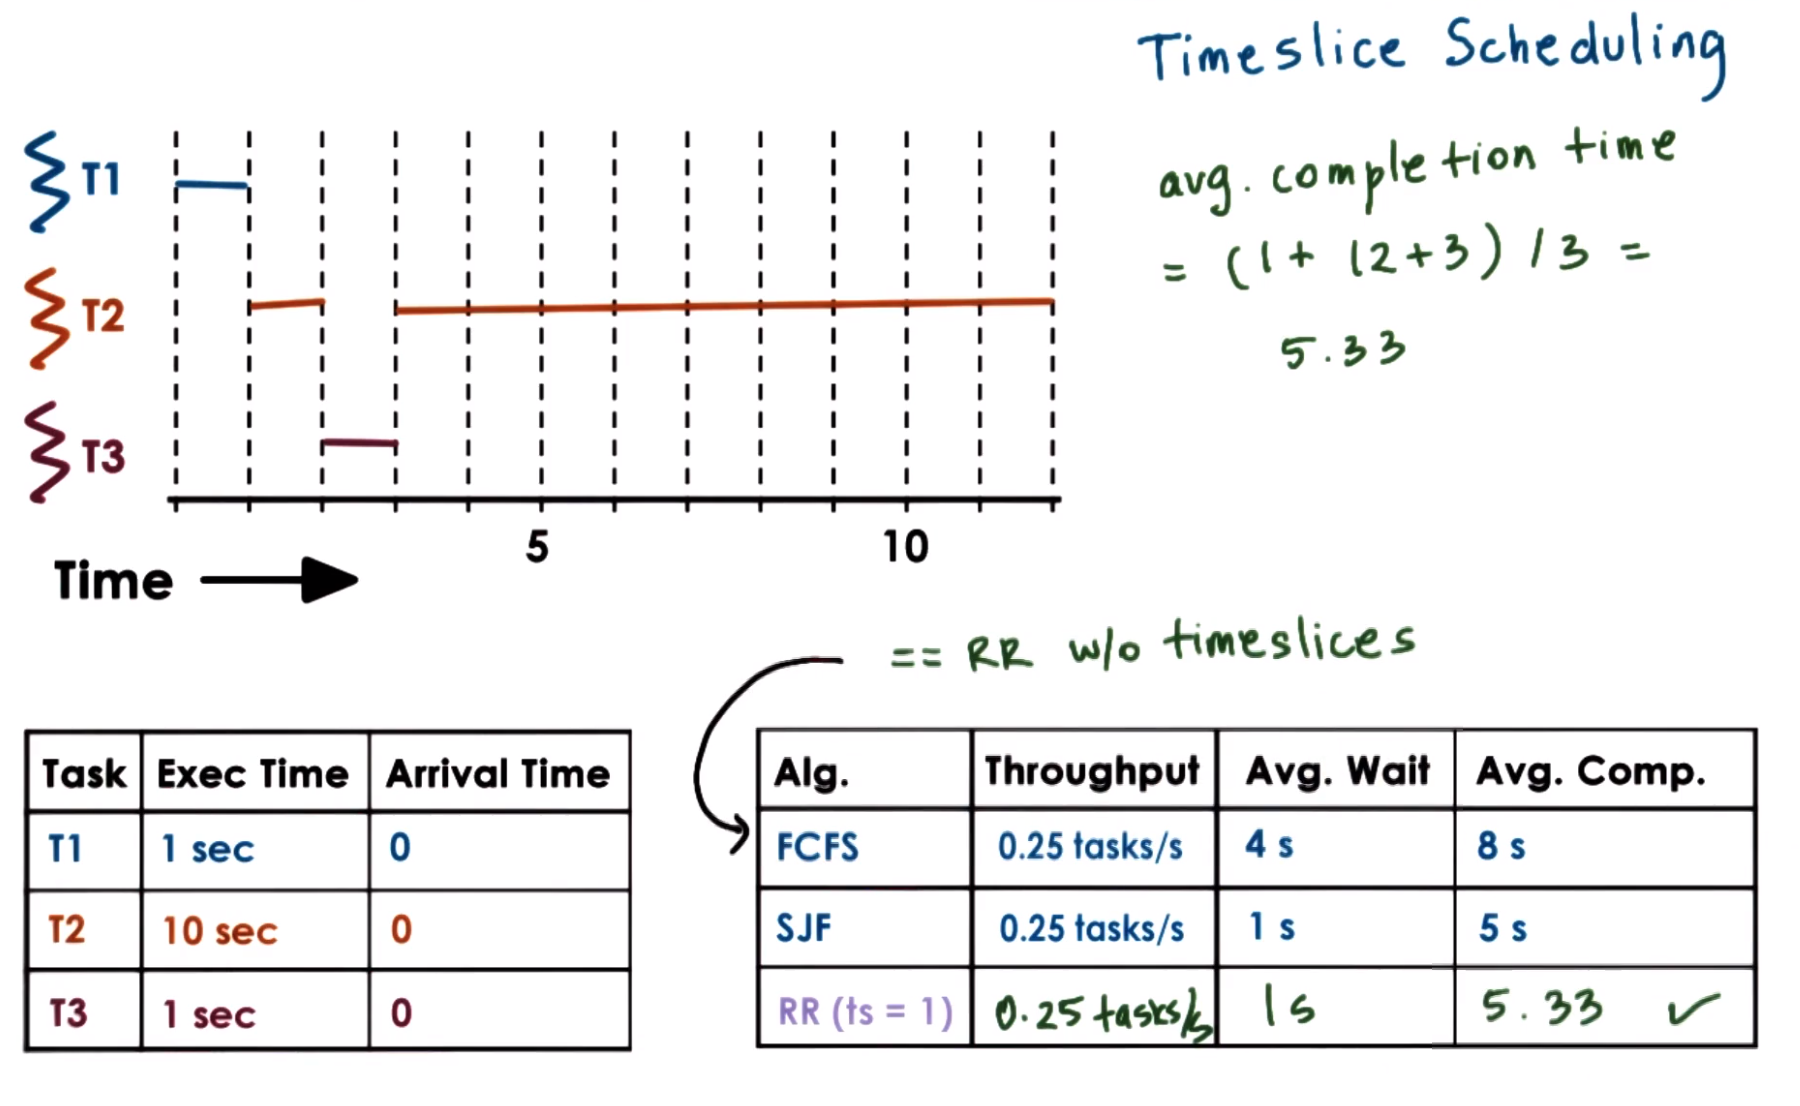 Timeslice Scheduling
avg. completion time
= (1 + 12+3) / 3 =
5.33
T1
T2
T3
5 10
Time
== RR w/o timeslices
Task Exec Time Arrival Time
T1 1 sec 0
T2 10 sec 0
T3 1 sec 0
Alg. Throughput Avg. Wait Avg. Comp.
FCFS 0.25 tasks/s 4 s 8 s
SJF 0.25 tasks/s 1 s 5 s
RR (ts = 1) 0.25 tasks/s 1s 5.33 ✓